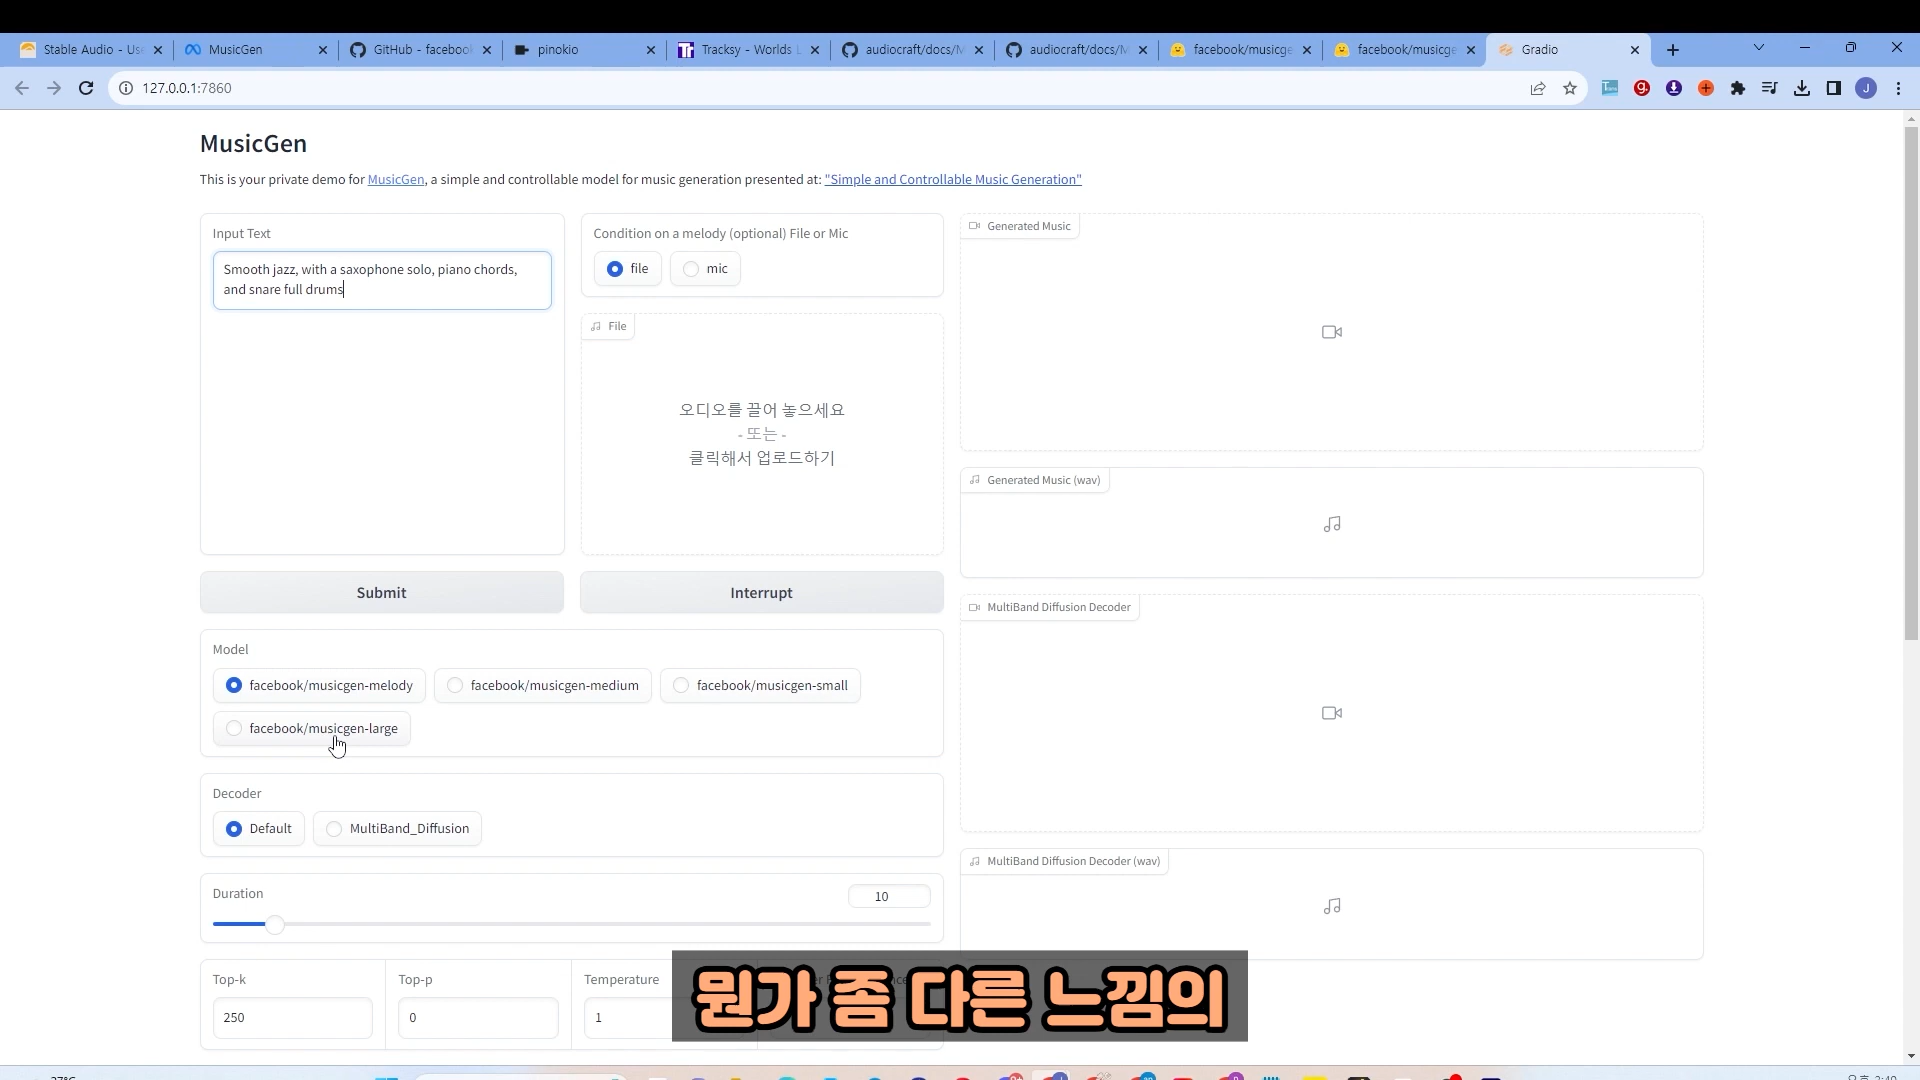 Stable Audio - Us
MusicGen
GitHub - faceboo
pinokio
Tracksy - Worlds
audiocraft/docs/M
audiocraft/docs/M
facebook/musicge
facebook/musicge
Gradio
127.0.0.1:7860
J
MusicGen
This is your private demo for MusicGen, a simple and controllable model for music generation presented at: "Simple and Controllable Music Generation"
Input Text
Smooth jazz, with a saxophone solo, piano chords,
and snare full drums
Condition on a melody (optional) File or Mic
file
mic
File
오디오를 끌어 놓으세요
- 또는 -
클릭해서 업로드하기
Generated Music
Generated Music (wav)
Submit
Interrupt
MultiBand Diffusion Decoder
Model
facebook/musicgen-melody
facebook/musicgen-medium
facebook/musicgen-small
facebook/musicgen-large
Decoder
Default
MultiBand_Diffusion
MultiBand Diffusion Decoder (wav)
Duration
10
Top-k
Top-p
Temperature
250
0
1
뭔가 좀 다른 느낌의